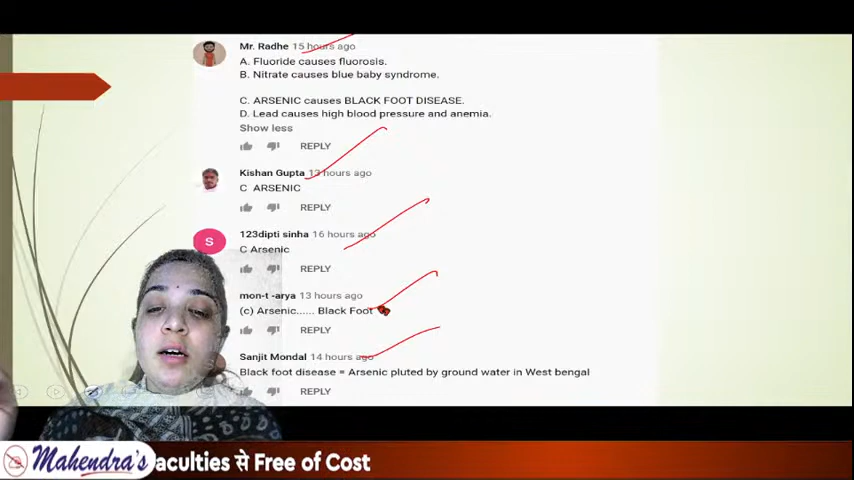 Mr. Radhe 15 hours ago
A. Fluoride causes fluorosis.
B. Nitrate causes blue baby syndrome.
C. ARSENIC causes BLACK FOOT DISEASE.
D. Lead causes high blood pressure and anemia.
Show less
REPLY
Kishan Gupta 13 hours ago
C ARSENIC
REPLY
S
123dipti sinha 16 hours ago
C Arsenic
REPLY
mon-t -arya 13 hours ago
(c) Arsenic...... Black Foot
REPLY
Sanjit Mondal 14 hours ago
Black foot disease = Arsenic pluted by ground water in West bengal
REPLY
Mahendra's aculties से Free of Cost